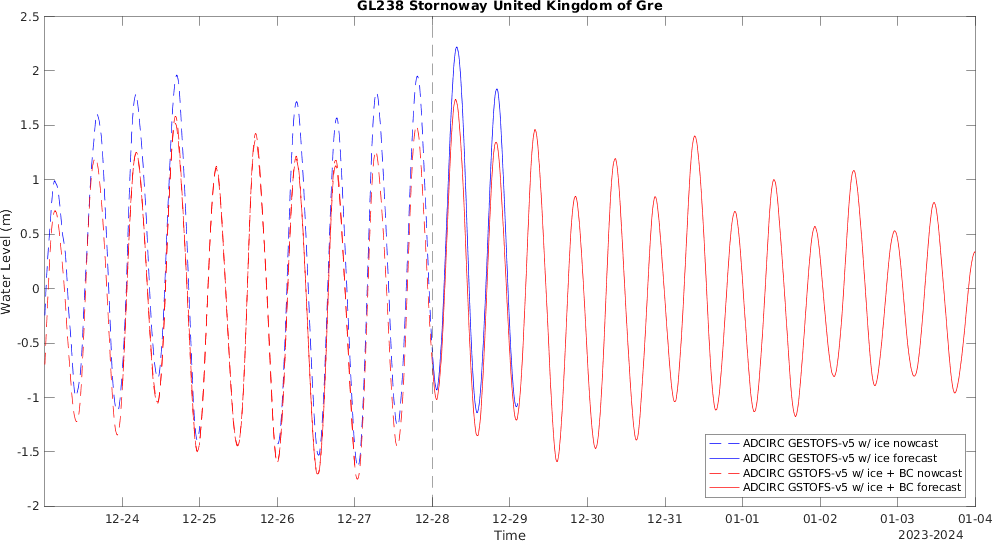 GL238 Stornoway United Kingdom of Gre
2.5
2
1.5
1
0.5
0
-0.5
-1
-1.5
-2
Water Level (m)
12-24 12-25 12-26 12-27 12-28 12-29 12-30 12-31 01-01 01-02 01-03 01-04
Time
2023-2024
ADCIRC GESTOFS-v5 w/ ice nowcast
ADCIRC GESTOFS-v5 w/ ice forecast
ADCIRC GSTOFS-v5 w/ ice + BC nowcast
ADCIRC GSTOFS-v5 w/ ice + BC forecast